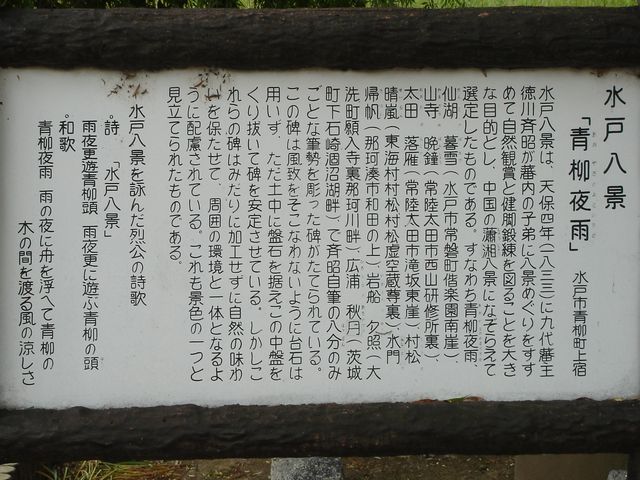 水戸八景
「青柳夜雨」
水戸市青柳町上宿
水戸八景は、天保四年(一八三三)に九代藩主
徳川斉昭が藩内の子弟に八景めぐりをすす
めて自然観賞と健脚鍛練を図ることを大き
な目的とし、中国の瀟湘八景になぞらえて
選定したものである。すなわち青柳夜雨、
仙湖 暮雪(水戸市常磐町偕楽園南崖)、
山寺 晩鐘(常陸太田市西山研修所裏)、
太田 落雁(常陸太田市滝坂東崖)、村松
晴嵐(東海村村松村松虚空蔵尊裏)、水門
帰帆(那珂湊市和田の上)、岩船 夕照(大
洗町願入寺裏那珂川畔)、広浦 秋月(茨城
町下石崎涸沼湖畔)で斉昭自筆の八分のみ
ごとな筆勢を彫った碑がたてられている。
この碑は風致をそこなわないように台石は
用いず、ただ土中に盤石を据えこの中盤を
くり抜いて碑を安定させている。しかしこ
れらの碑はみだりに加工せずに自然の味わ
いを保たせて、周囲の環境と一体となるよ
うに配慮されている。これも景色の一つと
見立てられたものである。
水戸八景を詠んだ烈公の詩歌
。詩 「水戸八景」
雨夜更遊青柳頭 雨夜更に遊ぶ青柳の頭
。和歌
青柳夜雨 雨の夜に舟を浮へて青柳の
木の間を渡る風の涼しさ